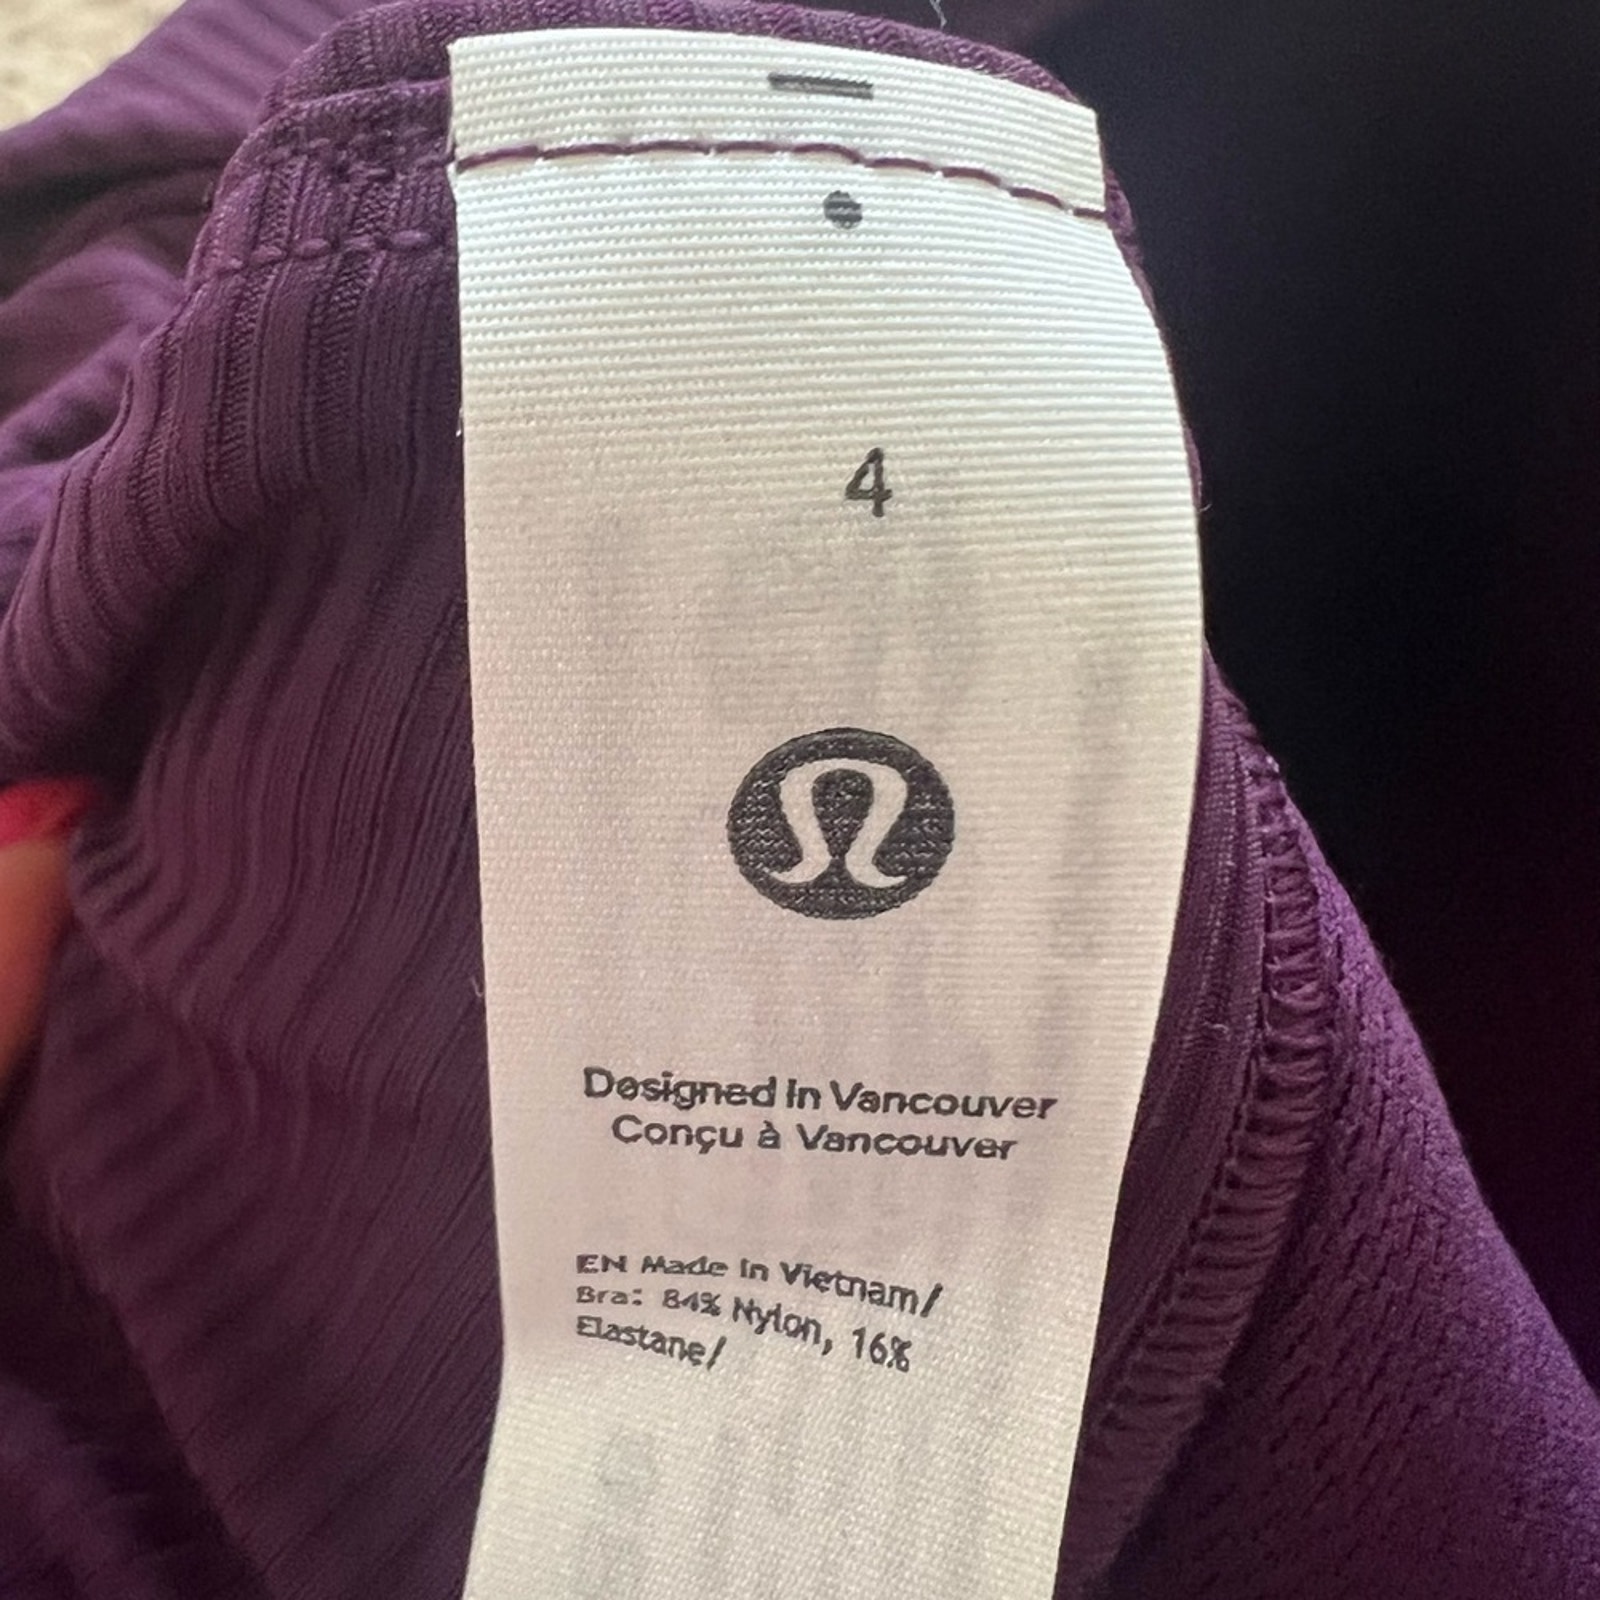 4
Designed in Vancouver
Conçu à Vancouver
EN Made in Vietnam/
Bra: 84% Nylon, 16%
Elastane/